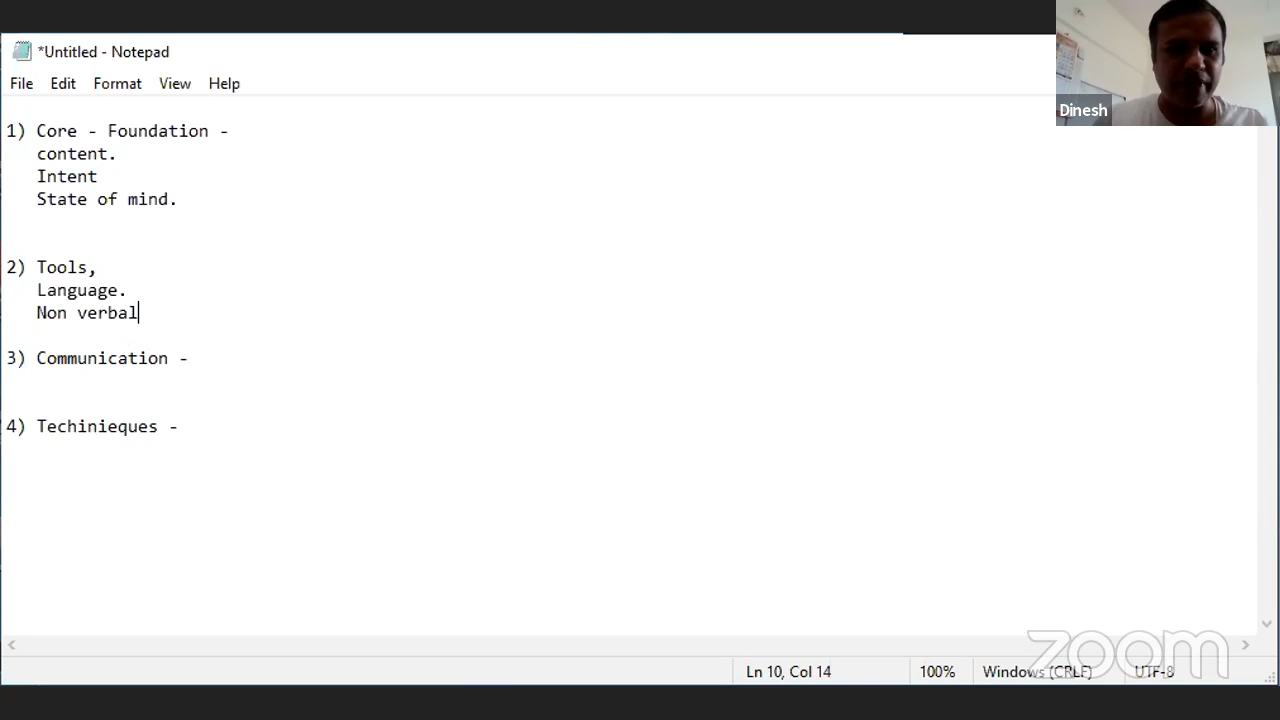 *Untitled - Notepad
File Edit Format View Help
Dinesh
1) Core - Foundation -
content.
Intent
State of mind.
2) Tools,
Language.
Non verbal
3) Communication -
4) Techinieques -
zoom
Ln 10, Col 14 100% Windows (CRLF) UTF-8